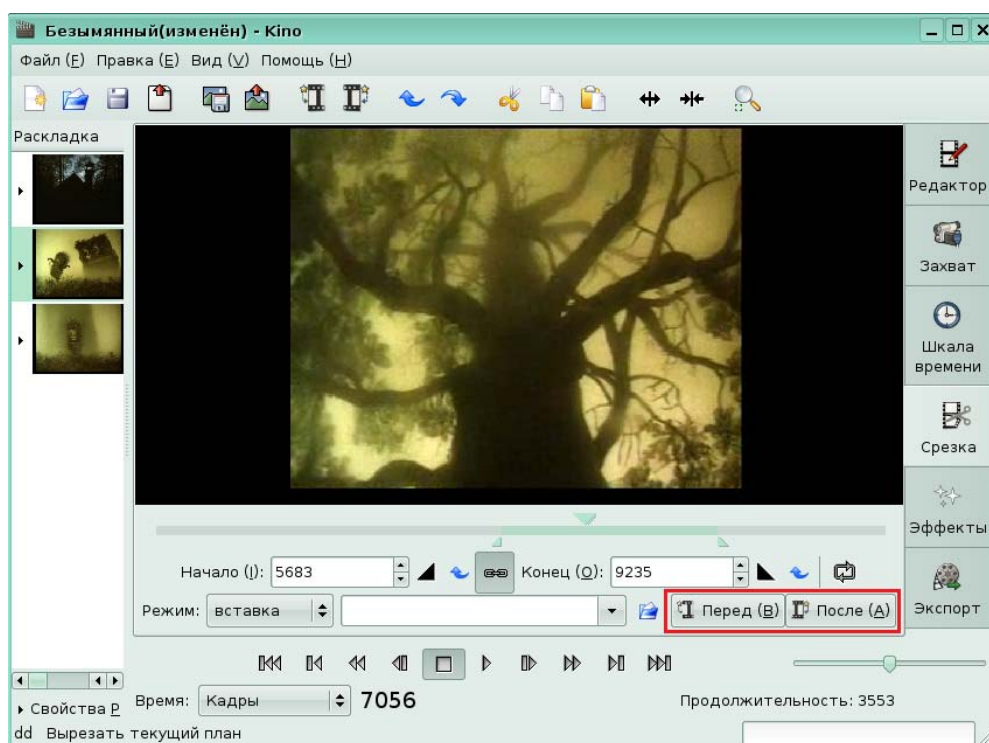 Безымянный(изменён) - Kino
Файл (F) Правка (E) Вид (V) Помощь (H)
Раскладка
Редактор
Захват
Шкала
времени
Срезка
Эффекты
Экспорт
Начало (I): 5683 Конец (O): 9235
Режим: вставка Перед (B) После (A)
Время: Кадры 7056 Продолжительность: 3553
Свойства Р
dd Вырезать текущий план